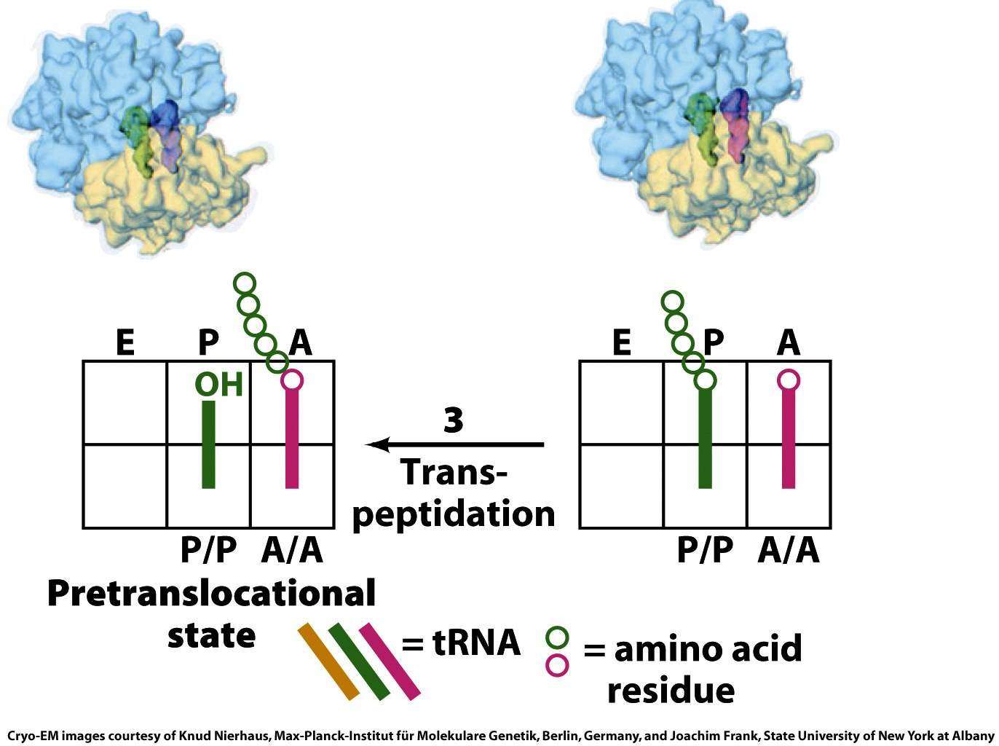 E P A
E P A
OH
3
Trans-
peptidation
P/P A/A
P/P A/A
Pretranslocational
state
= tRNA
= amino acid
residue
Cryo-EM images courtesy of Knud Nierhaus, Max-Planck-Institut für Molekulare Genetik, Berlin, Germany, and Joachim Frank, State University of New York at Albany